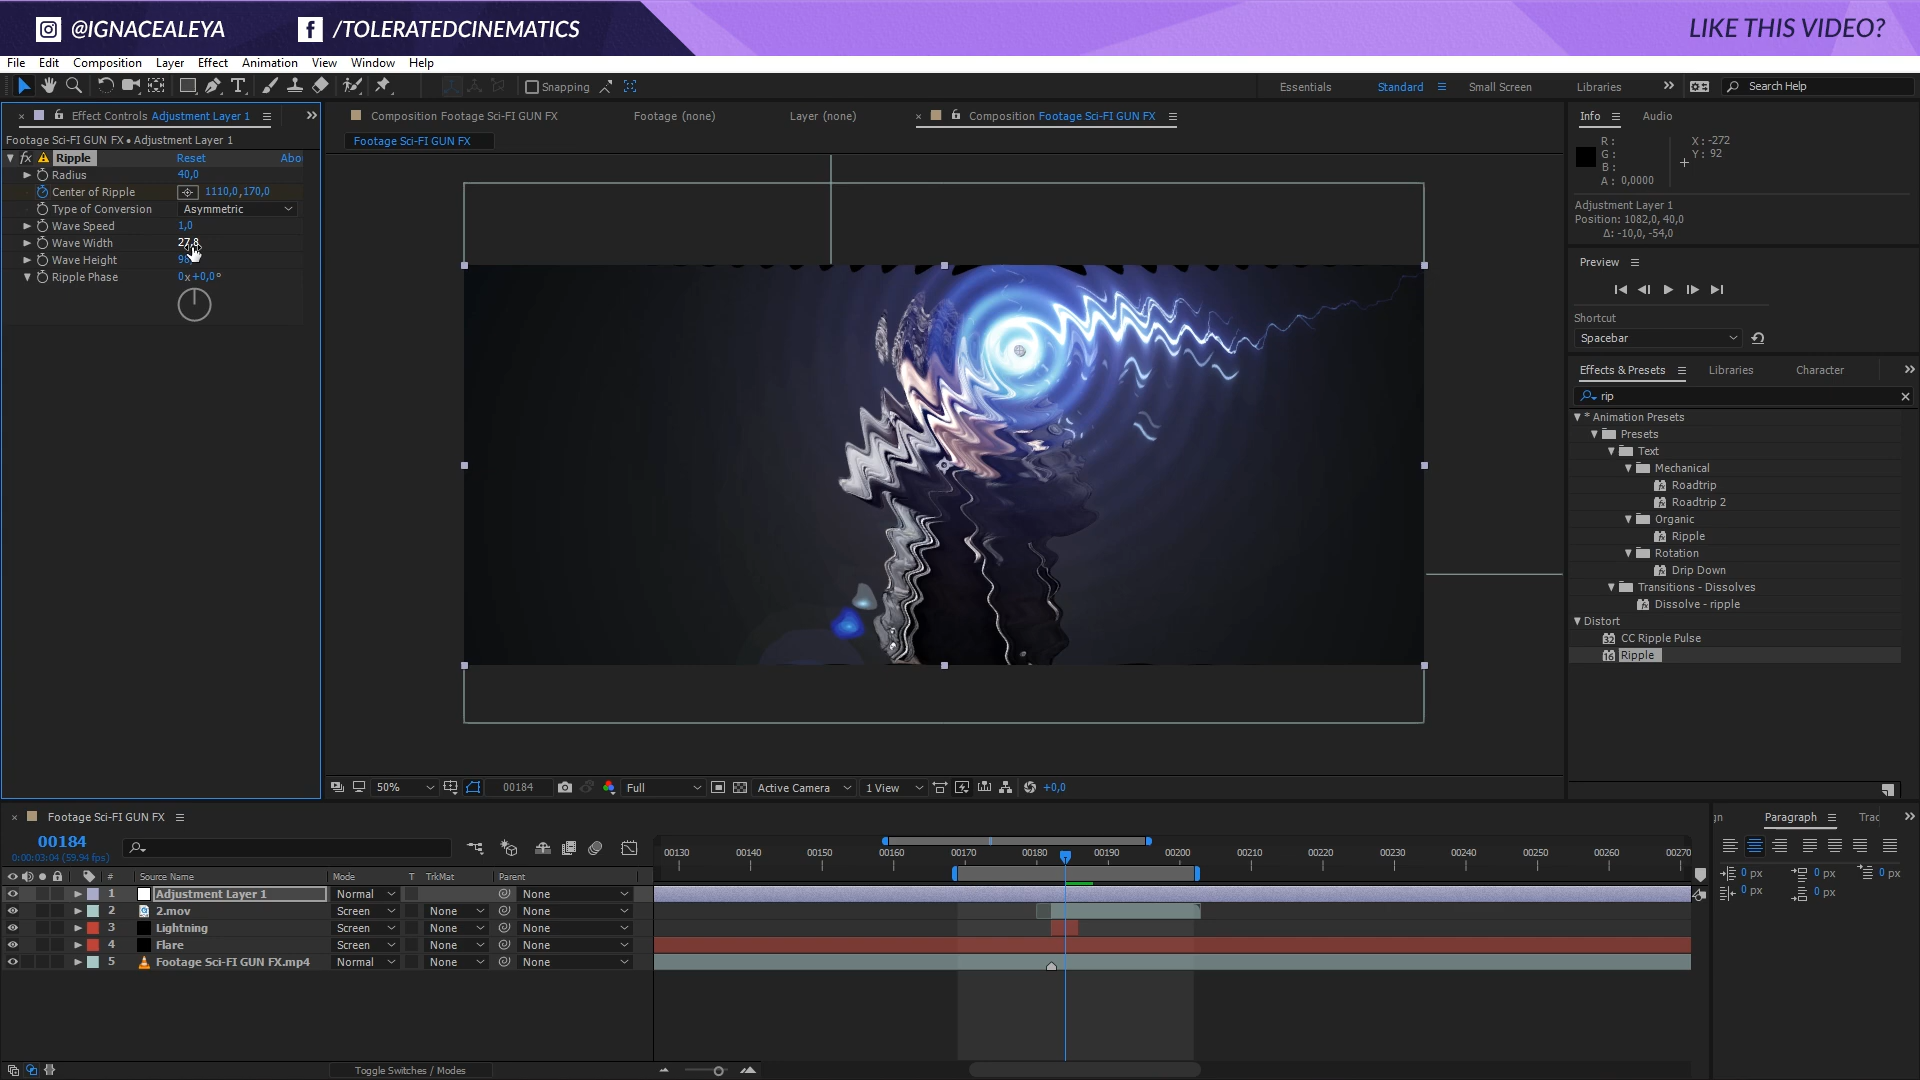 @IGNACEALEYA
/TOLERATEDCINEMATICS
LIKE THIS VIDEO?
File Edit Composition Layer Effect Animation View Window Help
Snapping
Essentials Standard Small Screen Libraries
Search Help
Effect Controls Adjustment Layer 1
Footage Sci-FI GUN FX • Adjustment Layer 1
fx Ripple Reset Abo
Radius 40,0
Center of Ripple 1110,0,170,0
Type of Conversion Asymmetric
Wave Speed 1,0
Wave Width 27,8
Wave Height
Ripple Phase 0x+0,0°
Composition Footage Sci-FI GUN FX
Footage (none)
Layer (none)
Composition Footage Sci-FI GUN FX
Footage Sci-FI GUN FX
50% 00184 Full Active Camera 1 View +0,0
Info Audio
R: X: -272
G: Y: 92
B:
A: 0,0000
Adjustment Layer 1
Position: 1082,0, 40,0
Δ: -10,0, -54,0
Preview
Shortcut
Spacebar
Effects & Presets Libraries Character
rip
* Animation Presets
Presets
Text
Mechanical
Roadtrip
Roadtrip 2
Organic
Ripple
Rotation
Drip Down
Transitions - Dissolves
Dissolve - ripple
Distort
CC Ripple Pulse
Ripple
Footage Sci-FI GUN FX
00184
0:00:03:04 (59.94 fps)
# Source Name Mode T TrkMat Parent
1 Adjustment Layer 1 Normal None
2 2.mov Screen None None
3 Lightning Screen None None
4 Flare Screen None None
5 Footage Sci-FI GUN FX.mp4 Normal None None
00130 00140 00150 00160 00170 00180 00190 00200 00210 00220 00230 00240 00250 00260 00270
Toggle Switches / Modes
gn Paragraph Trac
0 px 0 px 0 px
0 px 0 px